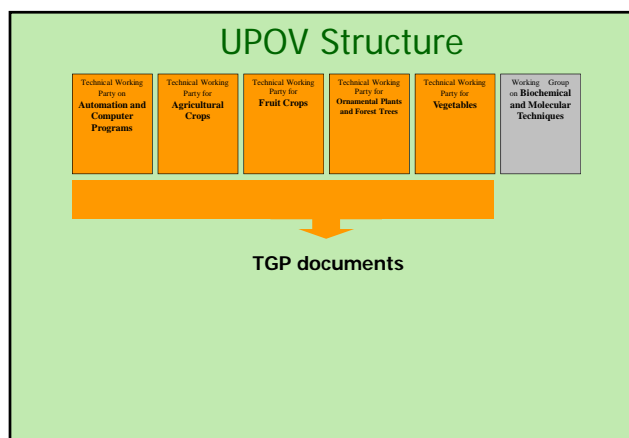 UPOV Structure
Technical Working
Party on
Automation and
Computer
Programs
Technical Working
Party for
Agricultural
Crops
Technical Working
Party for
Fruit Crops
Technical Working
Party for
Ornamental Plants
and Forest Trees
Technical Working
Party for
Vegetables
Working Group
on Biochemical
and Molecular
Techniques
TGP documents